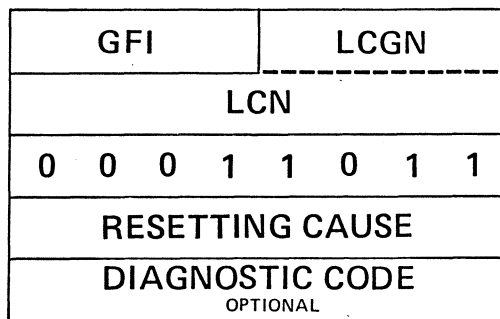 GFI LCGN
LCN
0 0 0 1 1 0 1 1
RESETTING CAUSE
DIAGNOSTIC CODE
OPTIONAL